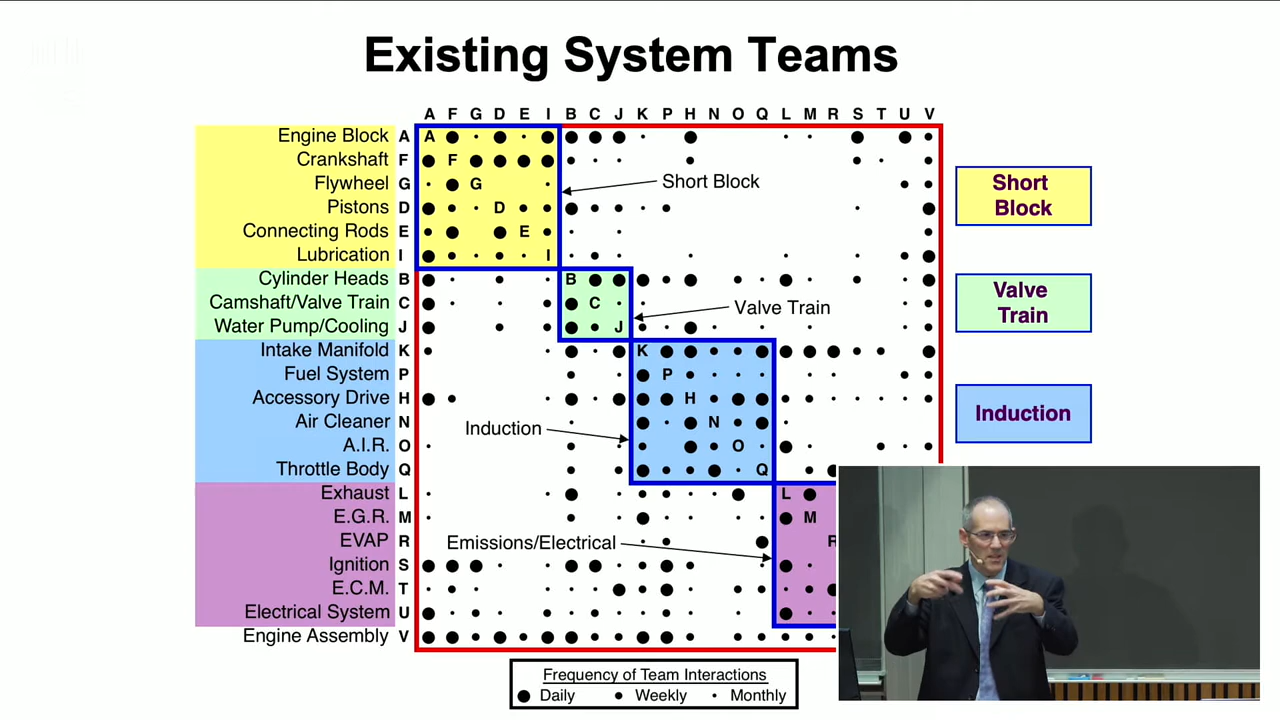 Existing System Teams
A F G D E I B C J K P H N O Q L M R S T U V
Engine Block A A
Crankshaft F F
Flywheel G G
Short Block
Pistons D D
Connecting Rods E E
Lubrication I I
Cylinder Heads B B
Camshaft/Valve Train C C
Valve Train
Water Pump/Cooling J J
Intake Manifold K K
Fuel System P P
Accessory Drive H H
Air Cleaner N N
Induction
A.I.R. O O
Throttle Body Q Q
Exhaust L L
E.G.R. M M
EVAP R R
Emissions/Electrical
Ignition S
E.C.M. T
Electrical System U
Engine Assembly V
Short
Block
Valve
Train
Induction
Frequency of Team Interactions
Daily Weekly Monthly